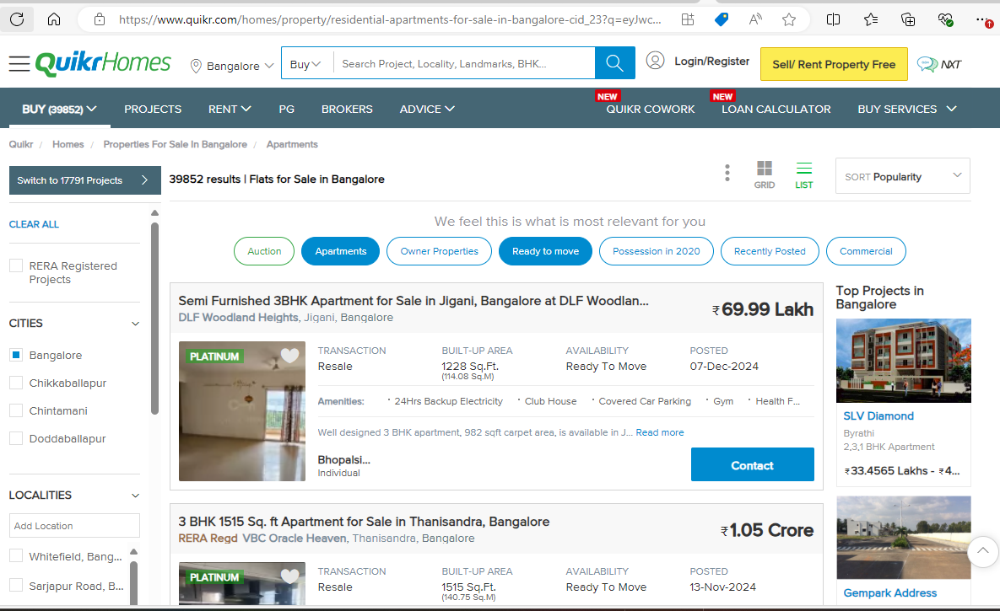 https://www.quikr.com/homes/property/residential-apartments-for-sale-in-bangalore-cid_23?q=eyJwc...
QuikrHomes
Bangalore
Buy
Search Project, Locality, Landmarks, BHK...
Login/Register
Sell/ Rent Property Free
NXT
BUY (39852)
PROJECTS
RENT
PG
BROKERS
ADVICE
NEW
QUIKR COWORK
NEW
LOAN CALCULATOR
BUY SERVICES
Quikr / Homes / Properties For Sale In Bangalore / Apartments
Switch to 17791 Projects
39852 results | Flats for Sale in Bangalore
GRID
LIST
SORT Popularity
CLEAR ALL
RERA Registered
Projects
CITIES
Bangalore
Chikkaballapur
Chintamani
Doddaballapur
LOCALITIES
Add Location
Whitefield, Bang...
Sarjapur Road, B...
We feel this is what is most relevant for you
Auction
Apartments
Owner Properties
Ready to move
Possession in 2020
Recently Posted
Commercial
Semi Furnished 3BHK Apartment for Sale in Jigani, Bangalore at DLF Woodlan...
DLF Woodland Heights, Jigani, Bangalore
₹69.99 Lakh
PLATINUM
TRANSACTION
Resale
BUILT-UP AREA
1228 Sq.Ft.
(114.08 Sq.M)
AVAILABILITY
Ready To Move
POSTED
07-Dec-2024
Amenities: · 24Hrs Backup Electricity · Club House · Covered Car Parking · Gym · Health F...
Well designed 3 BHK apartment, 982 sqft carpet area, is available in J... Read more
Bhopalsi...
Individual
Contact
3 BHK 1515 Sq. ft Apartment for Sale in Thanisandra, Bangalore
RERA Regd VBC Oracle Heaven, Thanisandra, Bangalore
₹1.05 Crore
PLATINUM
TRANSACTION
Resale
BUILT-UP AREA
1515 Sq.Ft.
(140.75 Sq.M)
AVAILABILITY
Ready To Move
POSTED
13-Nov-2024
Top Projects in
Bangalore
SLV Diamond
Byrathi
2,3,1 BHK Apartment
₹33.4565 Lakhs - ₹4...
Gempark Address